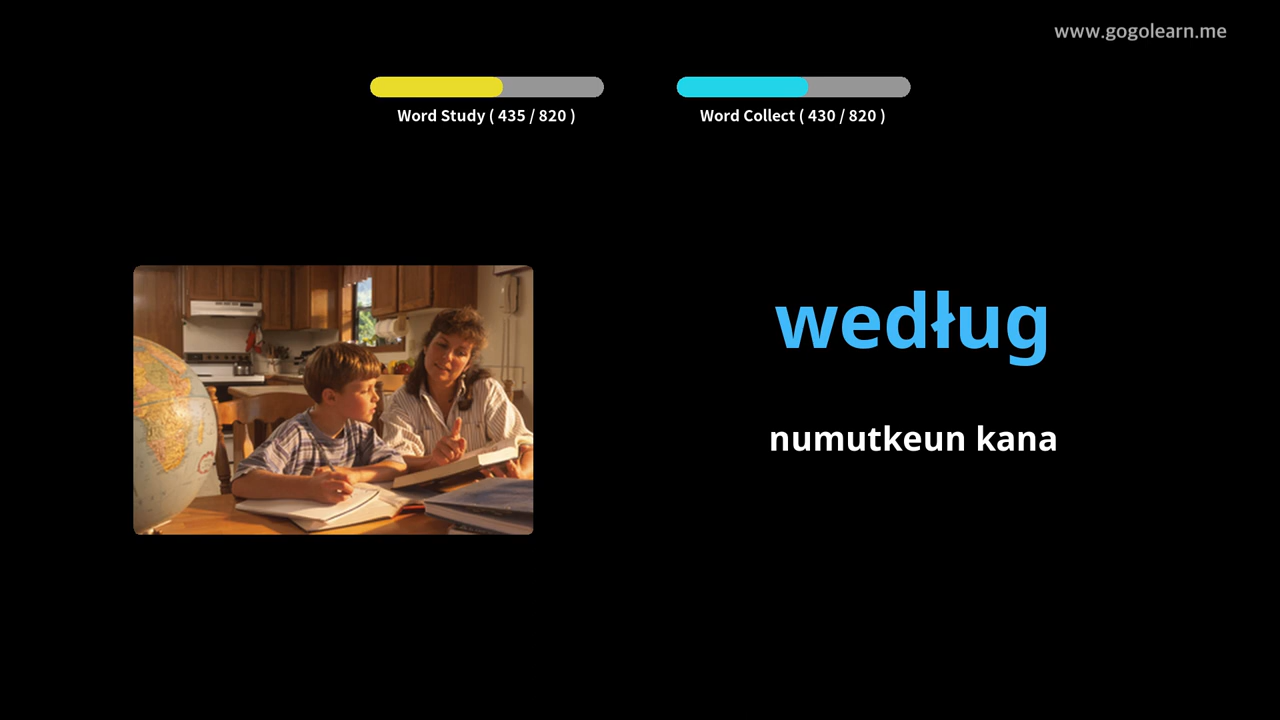 www.gogolearn.me
Word Study ( 435 / 820 )
Word Collect ( 430 / 820 )
według
numutkeun kana